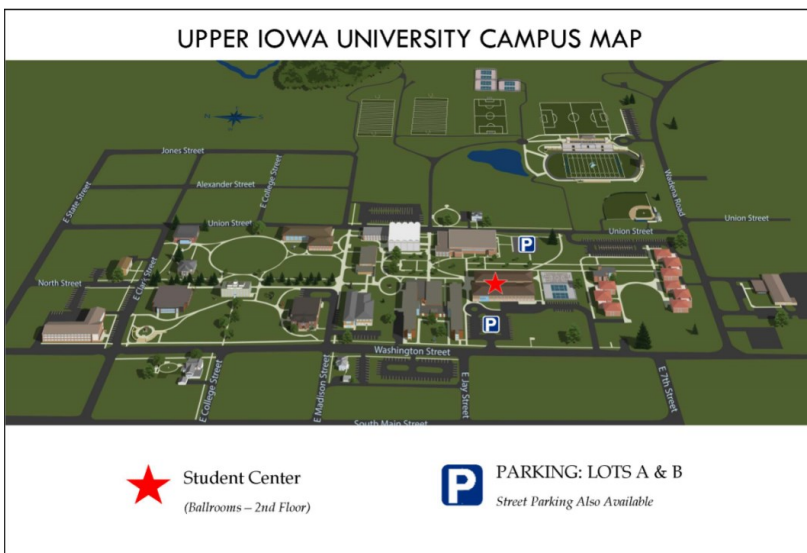 UPPER IOWA UNIVERSITY CAMPUS MAP
Jones Street
Alexander Street
E State Street
E College Street
Union Street
Union Street
Union Street
Wadena Road
P
North Street
E Clark Street
P
Washington Street
E College Street
E Madison Street
E Jay Street
E 7th Street
South Main Street
Student Center
(Ballrooms – 2nd Floor)
P
PARKING: LOTS A & B
Street Parking Also Available